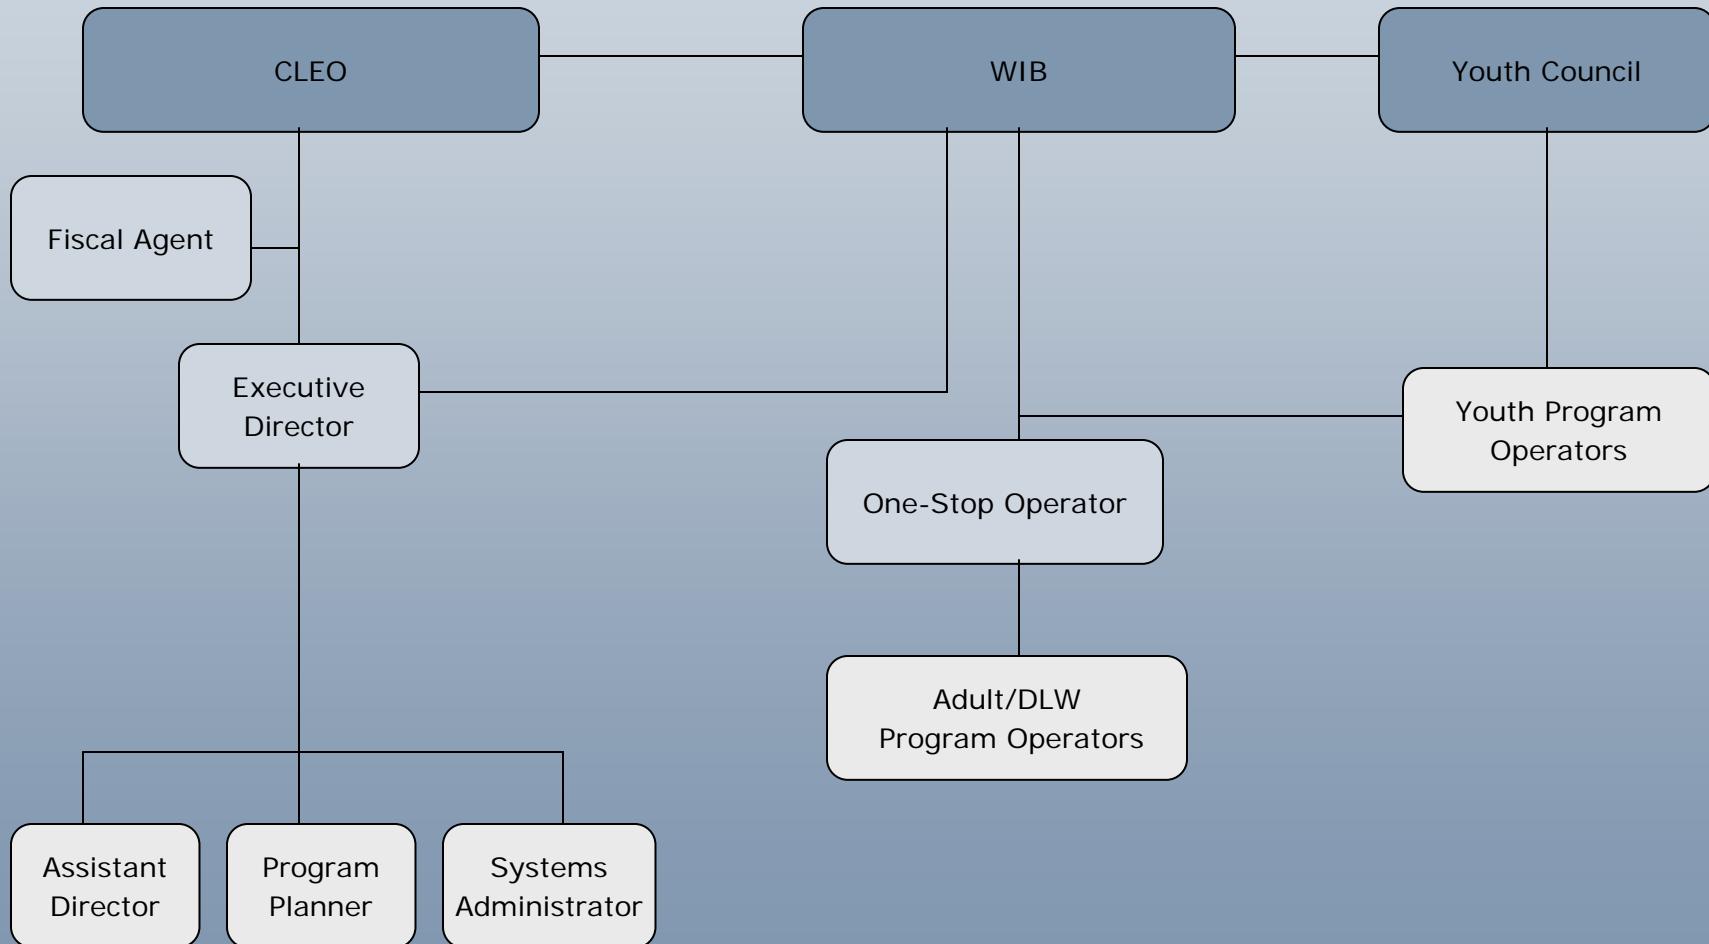 CLEO
WIB
Youth Council
Fiscal Agent
Executive
Director
Youth Program
Operators
One-Stop Operator
Adult/DLW
Program Operators
Assistant
Director
Program
Planner
Systems
Administrator